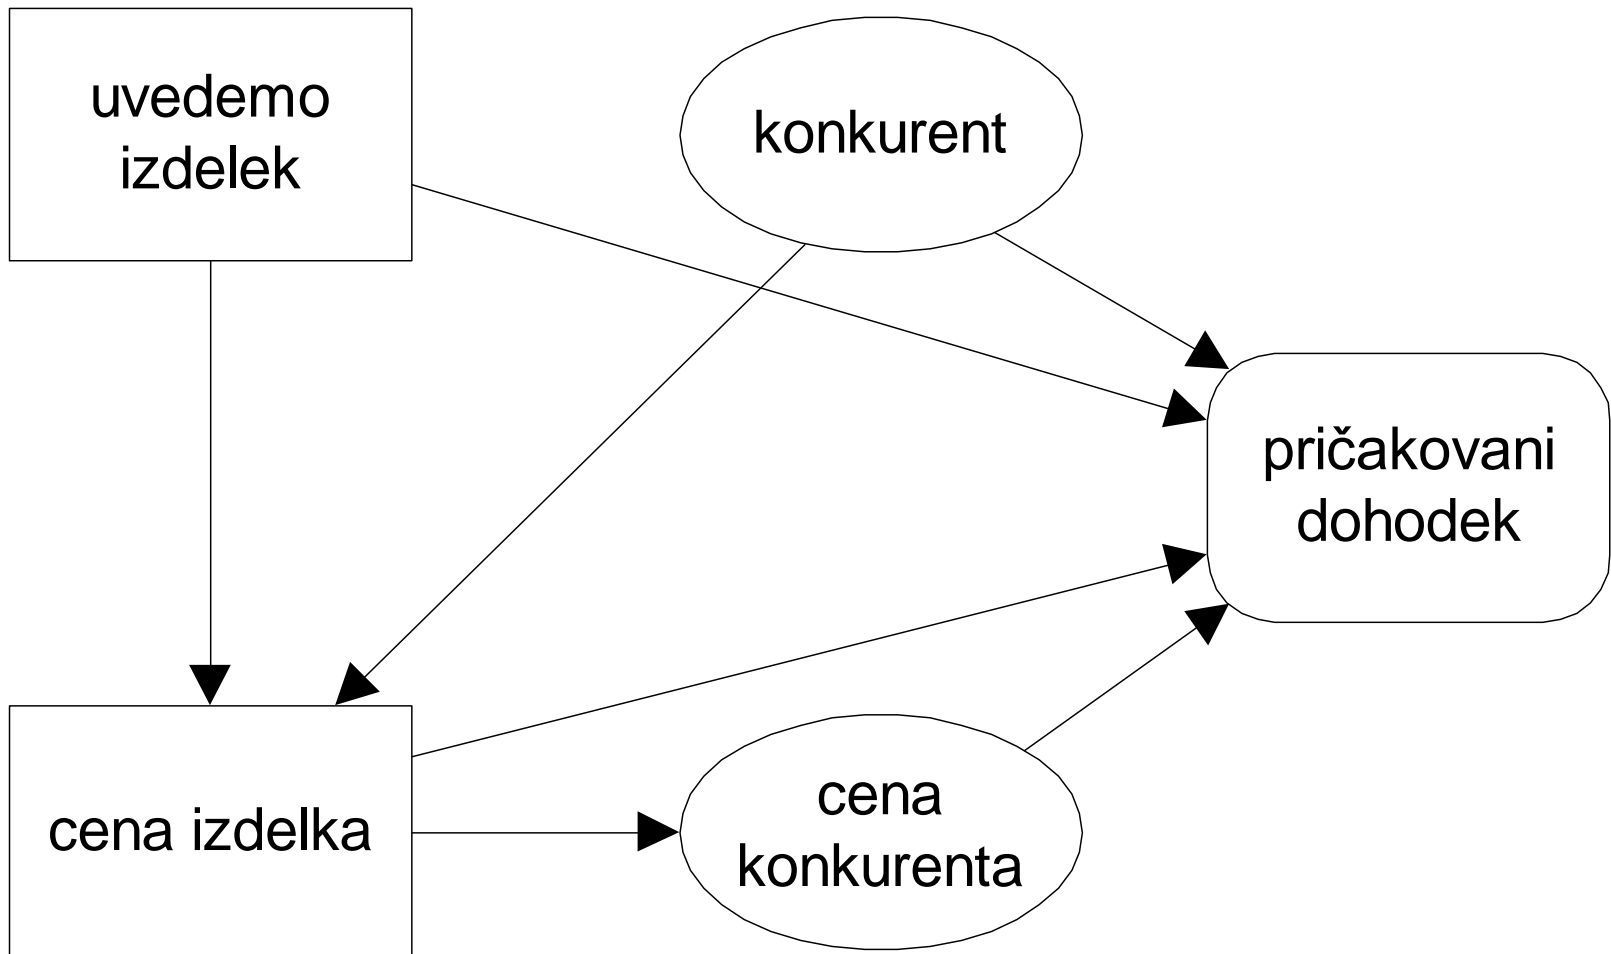 uvedemo
izdelek
konkurent
pričakovani
dohodek
cena izdelka
cena
konkurenta